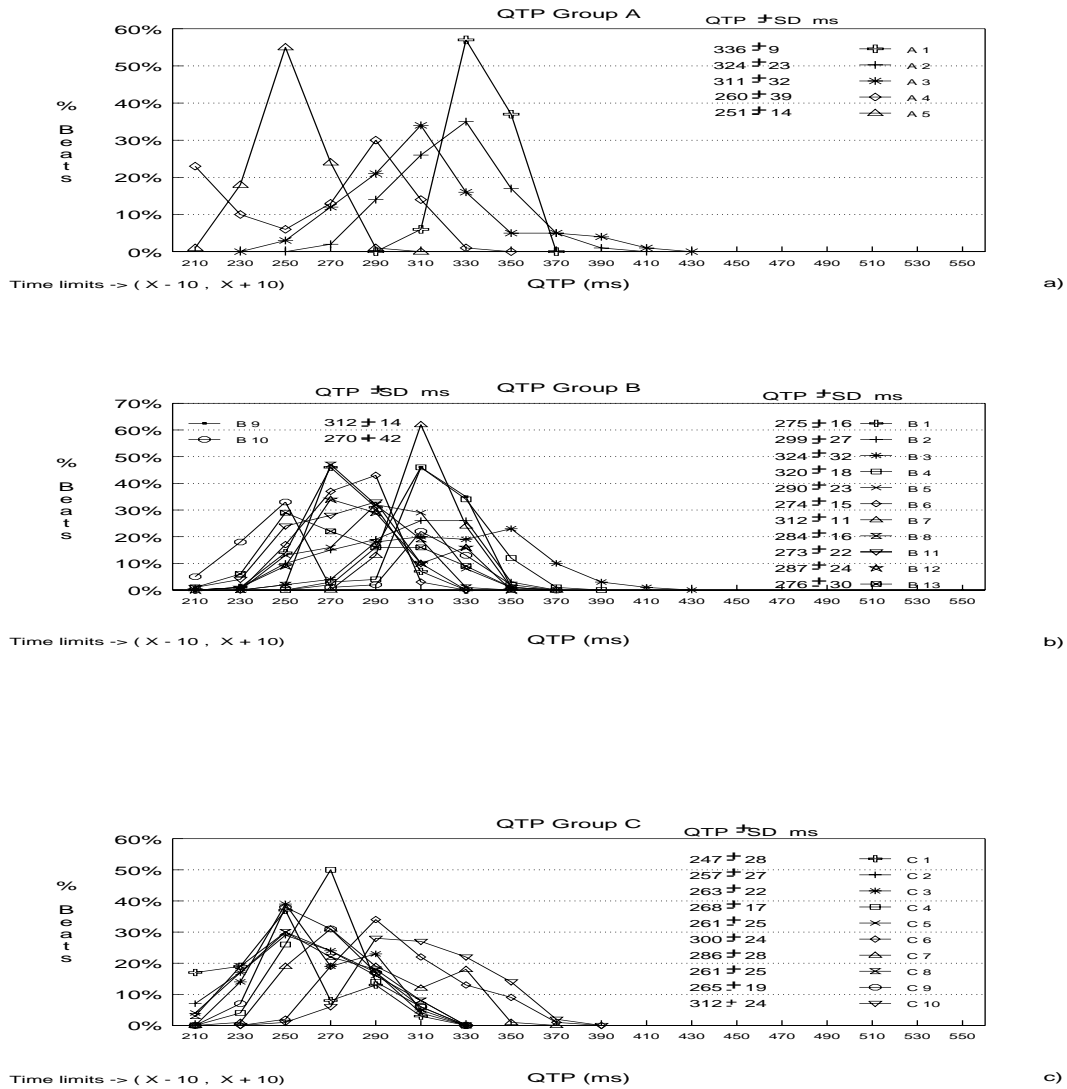 QTP Group A
QTP ± SD ms
60%
50%
40%
30%
20%
10%
0%
% Beats
336 ± 9 A 1
324 ± 23 A 2
311 ± 32 A 3
260 ± 39 A 4
251 ± 14 A 5
210 230 250 270 290 310 330 350 370 390 410 430 450 470 490 510 530 550
Time limits -> ( X - 10 , X + 10) QTP (ms) a)
QTP ± SD ms QTP Group B QTP ± SD ms
70%
60%
50%
40%
30%
20%
10%
0%
% Beats
B 9 312 ± 14
B 10 270 ± 42
275 ± 16 B 1
299 ± 27 B 2
324 ± 32 B 3
320 ± 18 B 4
290 ± 23 B 5
274 ± 15 B 6
312 ± 11 B 7
284 ± 16 B 8
273 ± 22 B 11
287 ± 24 B 12
276 ± 30 B 13
210 230 250 270 290 310 330 350 370 390 410 430 450 470 490 510 530 550
Time limits -> ( X - 10 , X + 10) QTP (ms) b)
QTP Group C QTP ± SD ms
60%
50%
40%
30%
20%
10%
0%
% Beats
247 ± 28 C 1
257 ± 27 C 2
263 ± 22 C 3
268 ± 17 C 4
261 ± 25 C 5
300 ± 24 C 6
286 ± 28 C 7
261 ± 25 C 8
265 ± 19 C 9
312 ± 24 C 10
210 230 250 270 290 310 330 350 370 390 410 430 450 470 490 510 530 550
Time limits -> ( X - 10 , X + 10) QTP (ms) c)